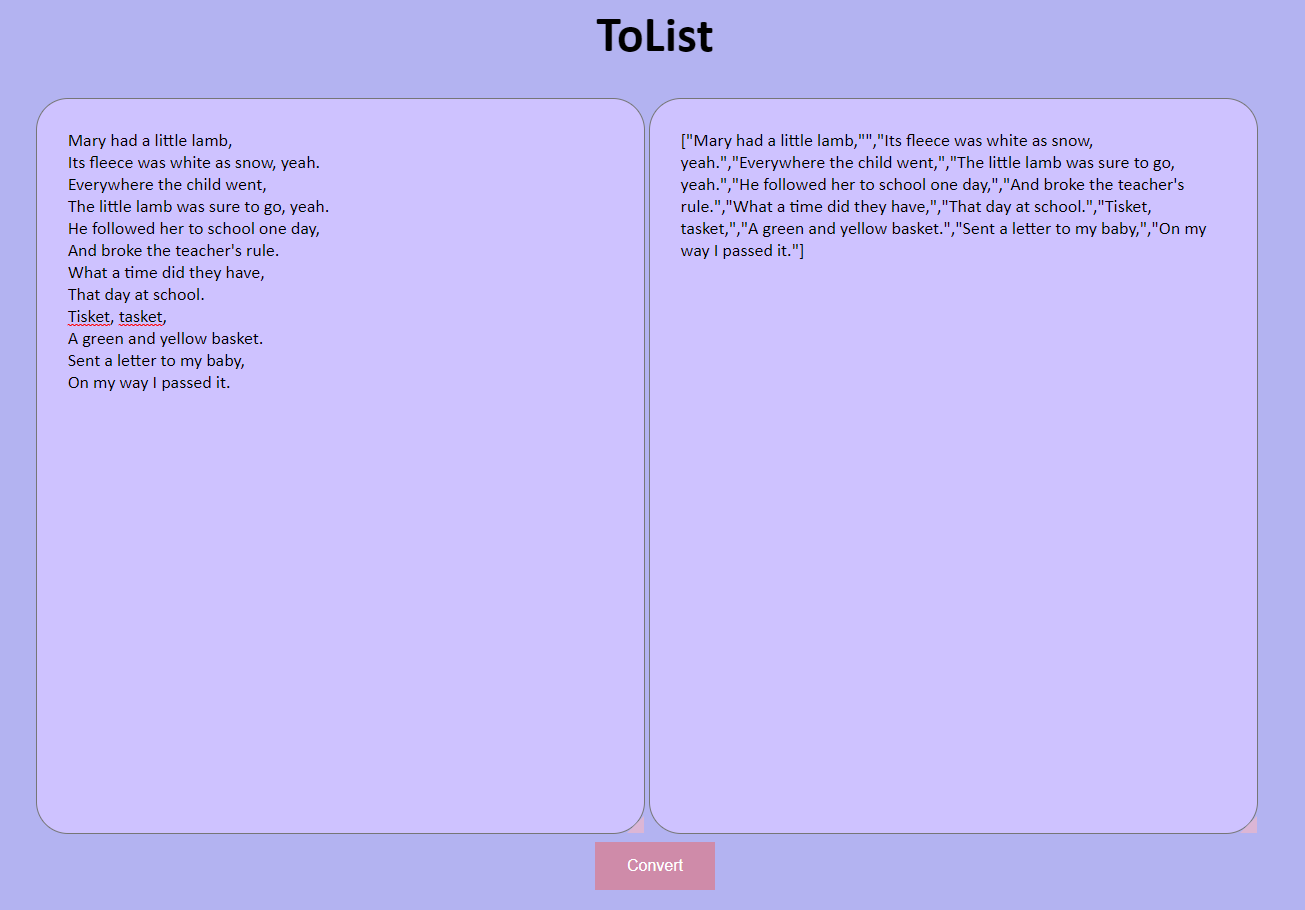 ToList
Mary had a little lamb,
Its fleece was white as snow, yeah.
Everywhere the child went,
The little lamb was sure to go, yeah.
He followed her to school one day,
And broke the teacher's rule.
What a time did they have,
That day at school.
Tisket, tasket,
A green and yellow basket.
Sent a letter to my baby,
On my way I passed it.
["Mary had a little lamb,"","Its fleece was white as snow,
yeah.","Everywhere the child went,","The little lamb was sure to go,
yeah.","He followed her to school one day,","And broke the teacher's
rule.","What a time did they have,","That day at school.","Tisket,
tasket,","A green and yellow basket.","Sent a letter to my baby,","On my
way I passed it."]
Convert